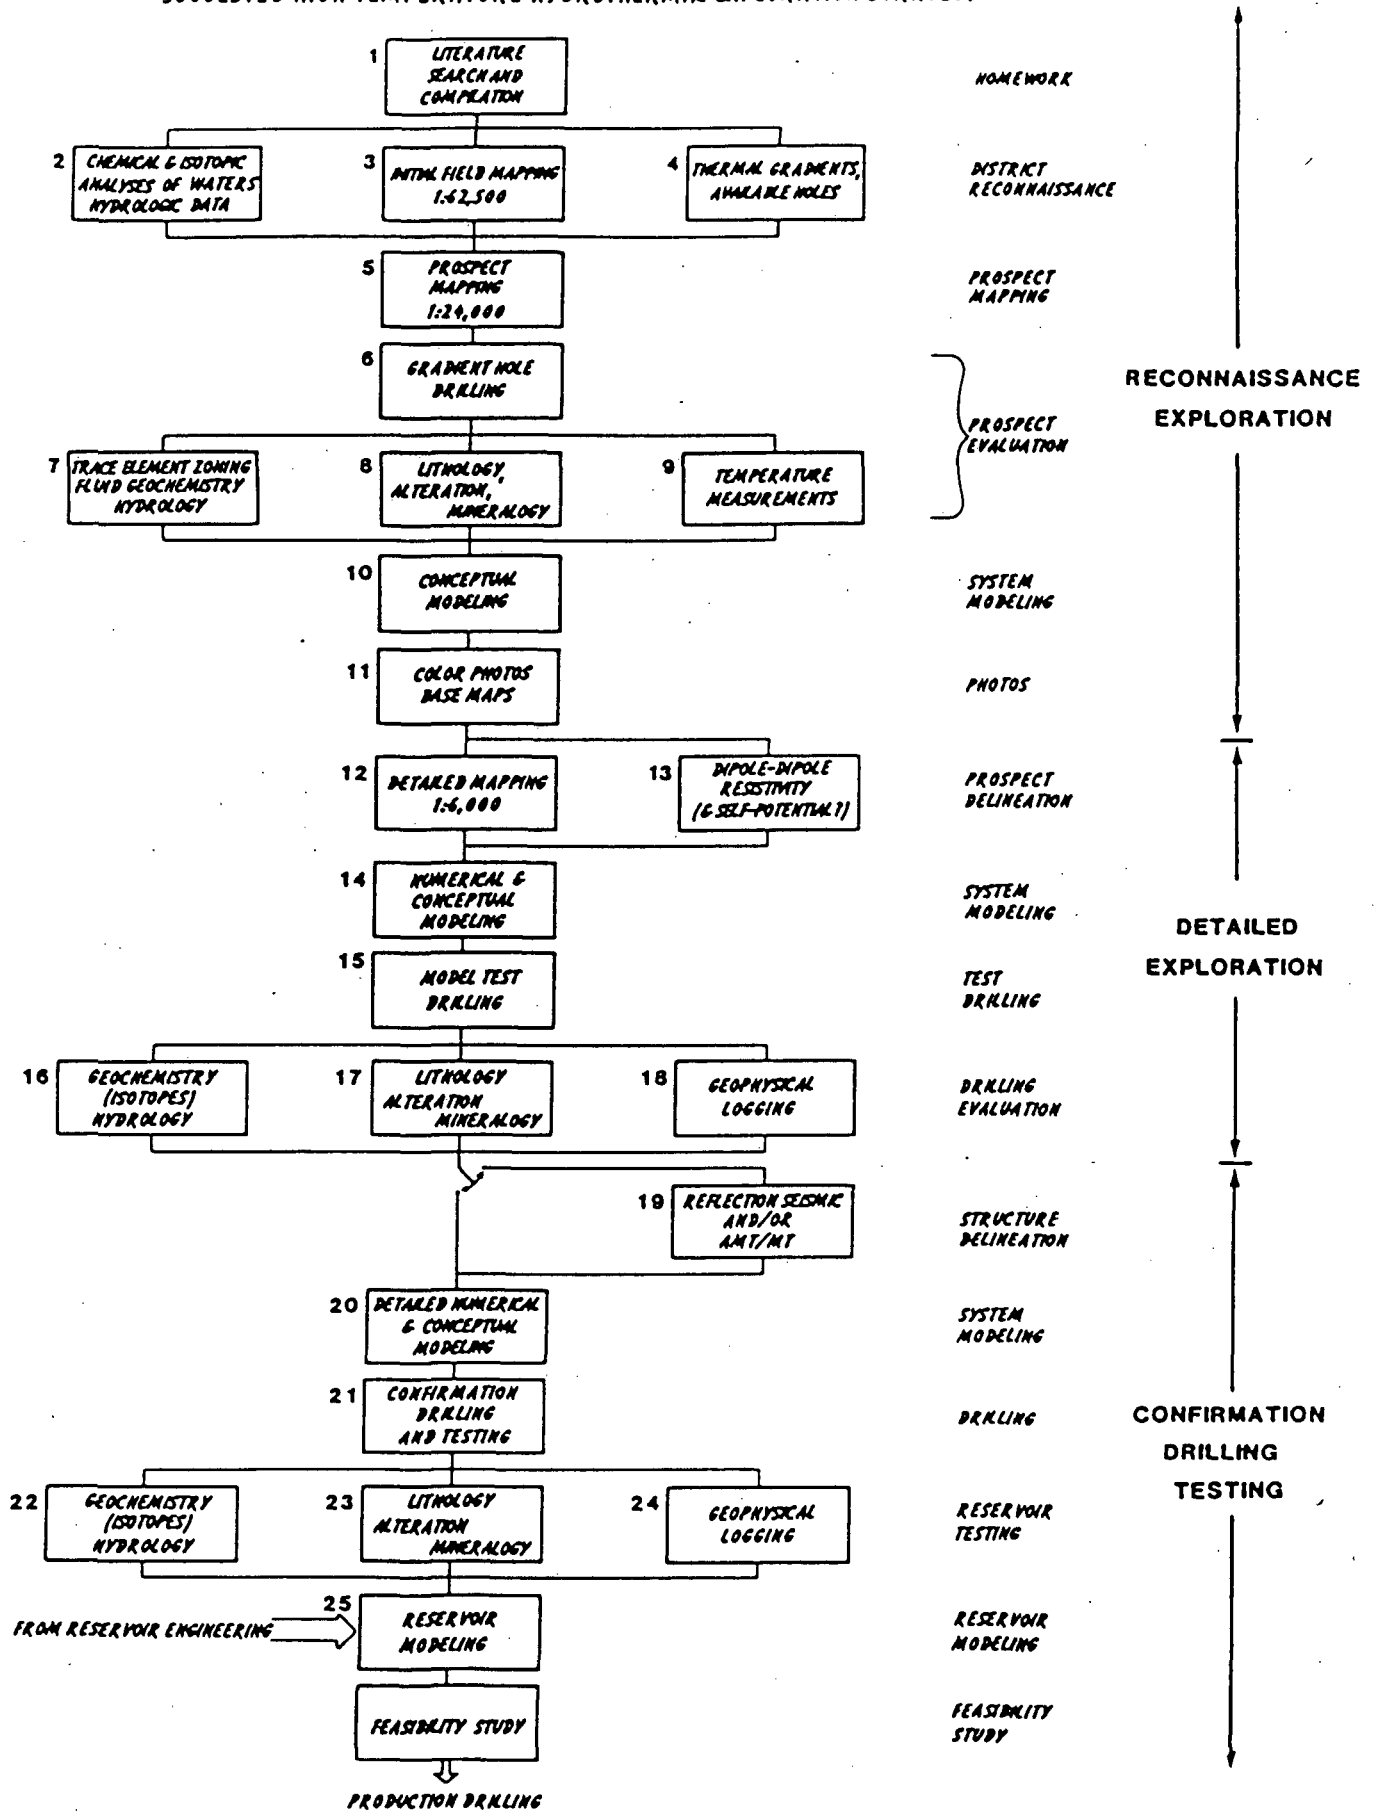 SUGGESTED HIGH TEMPERATURE HYDROTHERMAL EXPLORATION STRATEGY
1
LITERATURE
SEARCH AND
COMPILATION
HOMEWORK
2
CHEMICAL & ISOTOPIC
ANALYSES OF WATERS
HYDROLOGIC DATA
3
INITIAL FIELD MAPPING
1:62,500
4
THERMAL GRADIENTS,
AVAILABLE HOLES
DISTRICT
RECONNAISSANCE
5
PROSPECT
MAPPING
1:24,000
PROSPECT
MAPPING
6
GRADIENT HOLE
DRILLING
PROSPECT
EVALUATION
RECONNAISSANCE
EXPLORATION
7
TRACE ELEMENT ZONING
FLUID GEOCHEMISTRY
HYDROLOGY
8
LITHOLOGY,
ALTERATION,
MINERALOGY
9
TEMPERATURE
MEASUREMENTS
10
CONCEPTUAL
MODELING
SYSTEM
MODELING
11
COLOR PHOTOS
BASE MAPS
PHOTOS
12
DETAILED MAPPING
1:6,000
13
DIPOLE-DIPOLE
RESISTIVITY
(& SELF-POTENTIAL?)
PROSPECT
DELINEATION
14
NUMERICAL &
CONCEPTUAL
MODELING
SYSTEM
MODELING
DETAILED
EXPLORATION
15
MODEL TEST
DRILLING
TEST
DRILLING
16
GEOCHEMISTRY
(ISOTOPES)
HYDROLOGY
17
LITHOLOGY
ALTERATION
MINERALOGY
18
GEOPHYSICAL
LOGGING
DRILLING
EVALUATION
19
REFLECTION SEISMIC
AND/OR
AMT/MT
STRUCTURE
DELINEATION
20
DETAILED NUMERICAL
& CONCEPTUAL
MODELING
SYSTEM
MODELING
21
CONFIRMATION
DRILLING
AND TESTING
DRILLING
CONFIRMATION
DRILLING
TESTING
22
GEOCHEMISTRY
(ISOTOPES)
HYDROLOGY
23
LITHOLOGY
ALTERATION
MINERALOGY
24
GEOPHYSICAL
LOGGING
RESERVOIR
TESTING
FROM RESERVOIR ENGINEERING
25
RESERVOIR
MODELING
RESERVOIR
MODELING
FEASIBILITY STUDY
FEASIBILITY
STUDY
PRODUCTION DRILLING